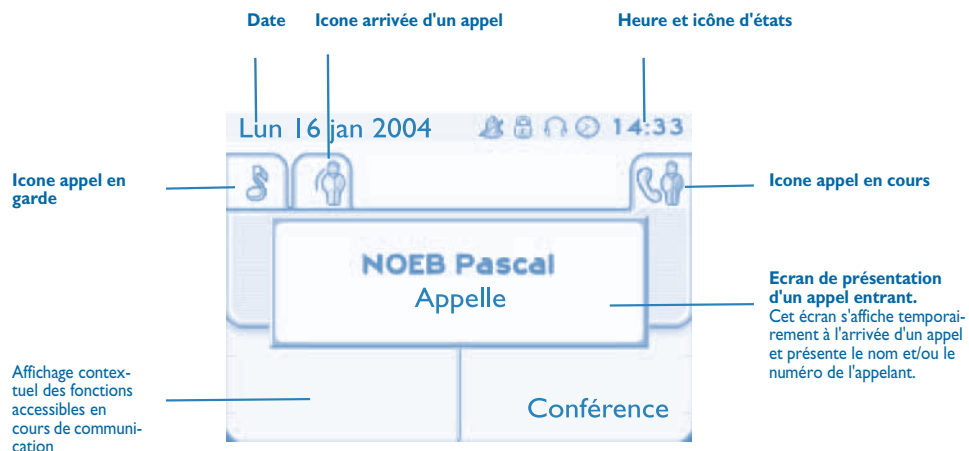 Date
Icone arrivée d'un appel
Heure et icône d'états
Lun 16 jan 2004
14:33
Icone appel en
garde
Icone appel en cours
NOEB Pascal
Appelle
Ecran de présentation
d'un appel entrant.
Cet écran s'affiche temporai-
rement à l'arrivée d'un appel
et présente le nom et/ou le
numéro de l'appelant.
Affichage contex-
tuel des fonctions
accessibles en
cours de communi-
cation
Conférence